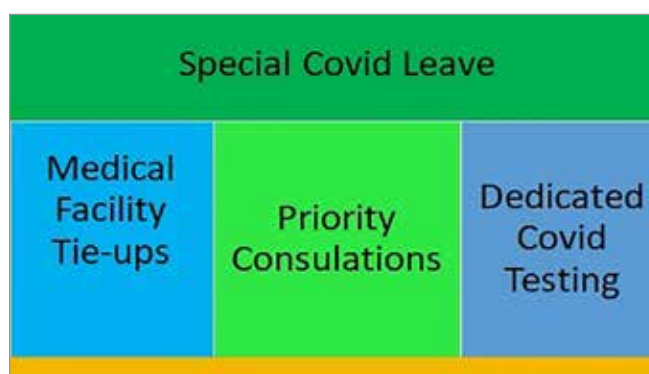 Special Covid Leave
Medical
Facility
Tie-ups
Priority
Consulations
Dedicated
Covid
Testing